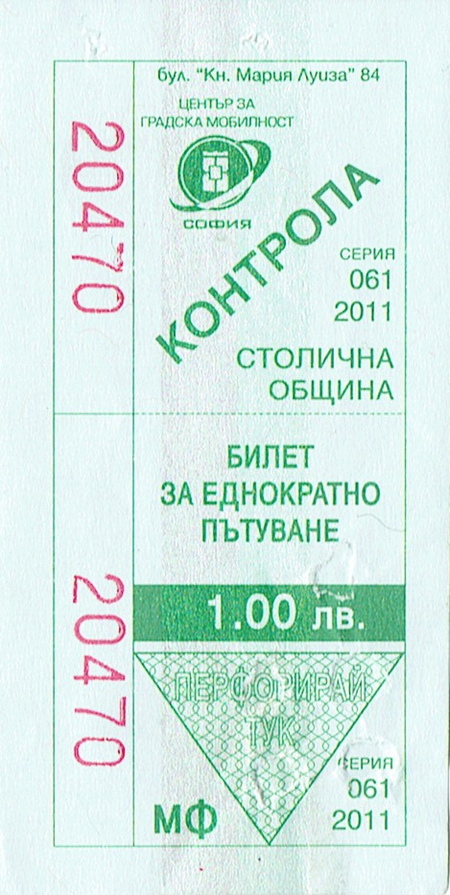 бул. "Кн. Мария Луиза" 84
ЦЕНТЪР ЗА
ГРАДСКА МОБИЛНОСТ
СОФИЯ
КОНТРОЛА
20470
СЕРИЯ
061
2011
СТОЛИЧНА
ОБЩИНА
БИЛЕТ
ЗА ЕДНОКРАТНО
ПЪТУВАНЕ
20470
1.00 лв.
ПЕРФОРИРАЙ
ТУК
СЕРИЯ
061
2011
МФ